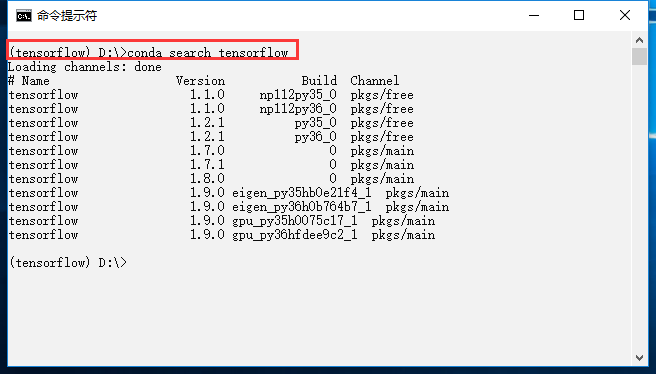 命令提示符
(tensorflow) D:\>conda search tensorflow
Loading channels: done
# Name Version Build Channel
tensorflow 1.1.0 np112py35_0 pkgs/free
tensorflow 1.1.0 np112py36_0 pkgs/free
tensorflow 1.2.1 py35_0 pkgs/free
tensorflow 1.2.1 py36_0 pkgs/free
tensorflow 1.7.0 0 pkgs/main
tensorflow 1.7.1 0 pkgs/main
tensorflow 1.8.0 0 pkgs/main
tensorflow 1.9.0 eigen_py35hb0e21f4_1 pkgs/main
tensorflow 1.9.0 eigen_py36h0b764b7_1 pkgs/main
tensorflow 1.9.0 gpu_py35h0075c17_1 pkgs/main
tensorflow 1.9.0 gpu_py36hfdee9c2_1 pkgs/main
(tensorflow) D:\>